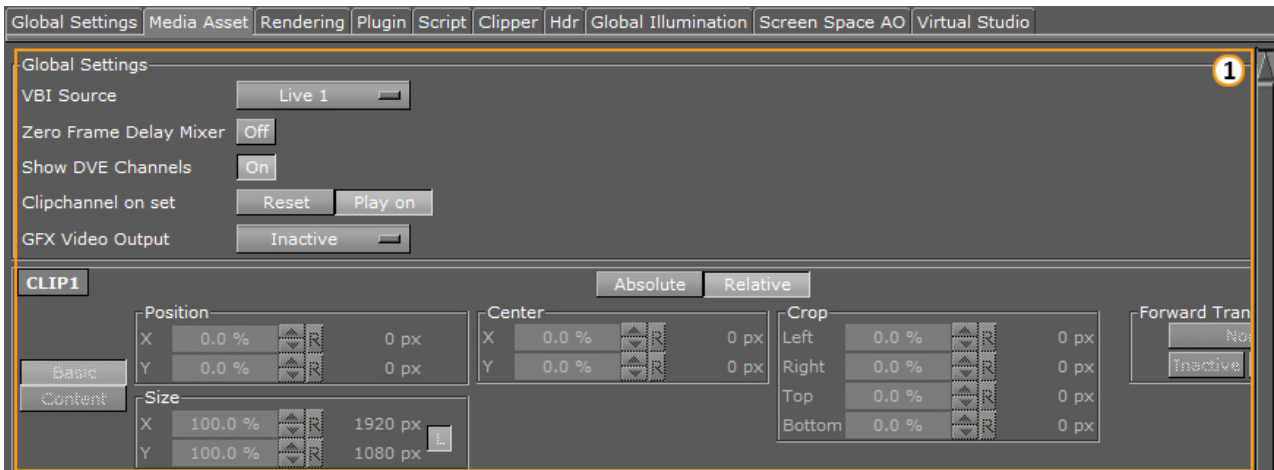 Global Settings Media Asset Rendering Plugin Script Clipper Hdr Global Illumination Screen Space AO Virtual Studio
Global Settings
1
VBI Source Live 1
Zero Frame Delay Mixer Off
Show DVE Channels On
Clipchannel on set Reset Play on
GFX Video Output Inactive
CLIP1 Absolute Relative
Position Center Crop Forward Tran
X 0.0 % R 0 px X 0.0 % R 0 px Left 0.0 % R 0 px No
Y 0.0 % R 0 px Y 0.0 % R 0 px Right 0.0 % R 0 px Inactive
Basic
Content Size Top 0.0 % R 0 px
X 100.0 % R 1920 px L Bottom 0.0 % R 0 px
Y 100.0 % R 1080 px